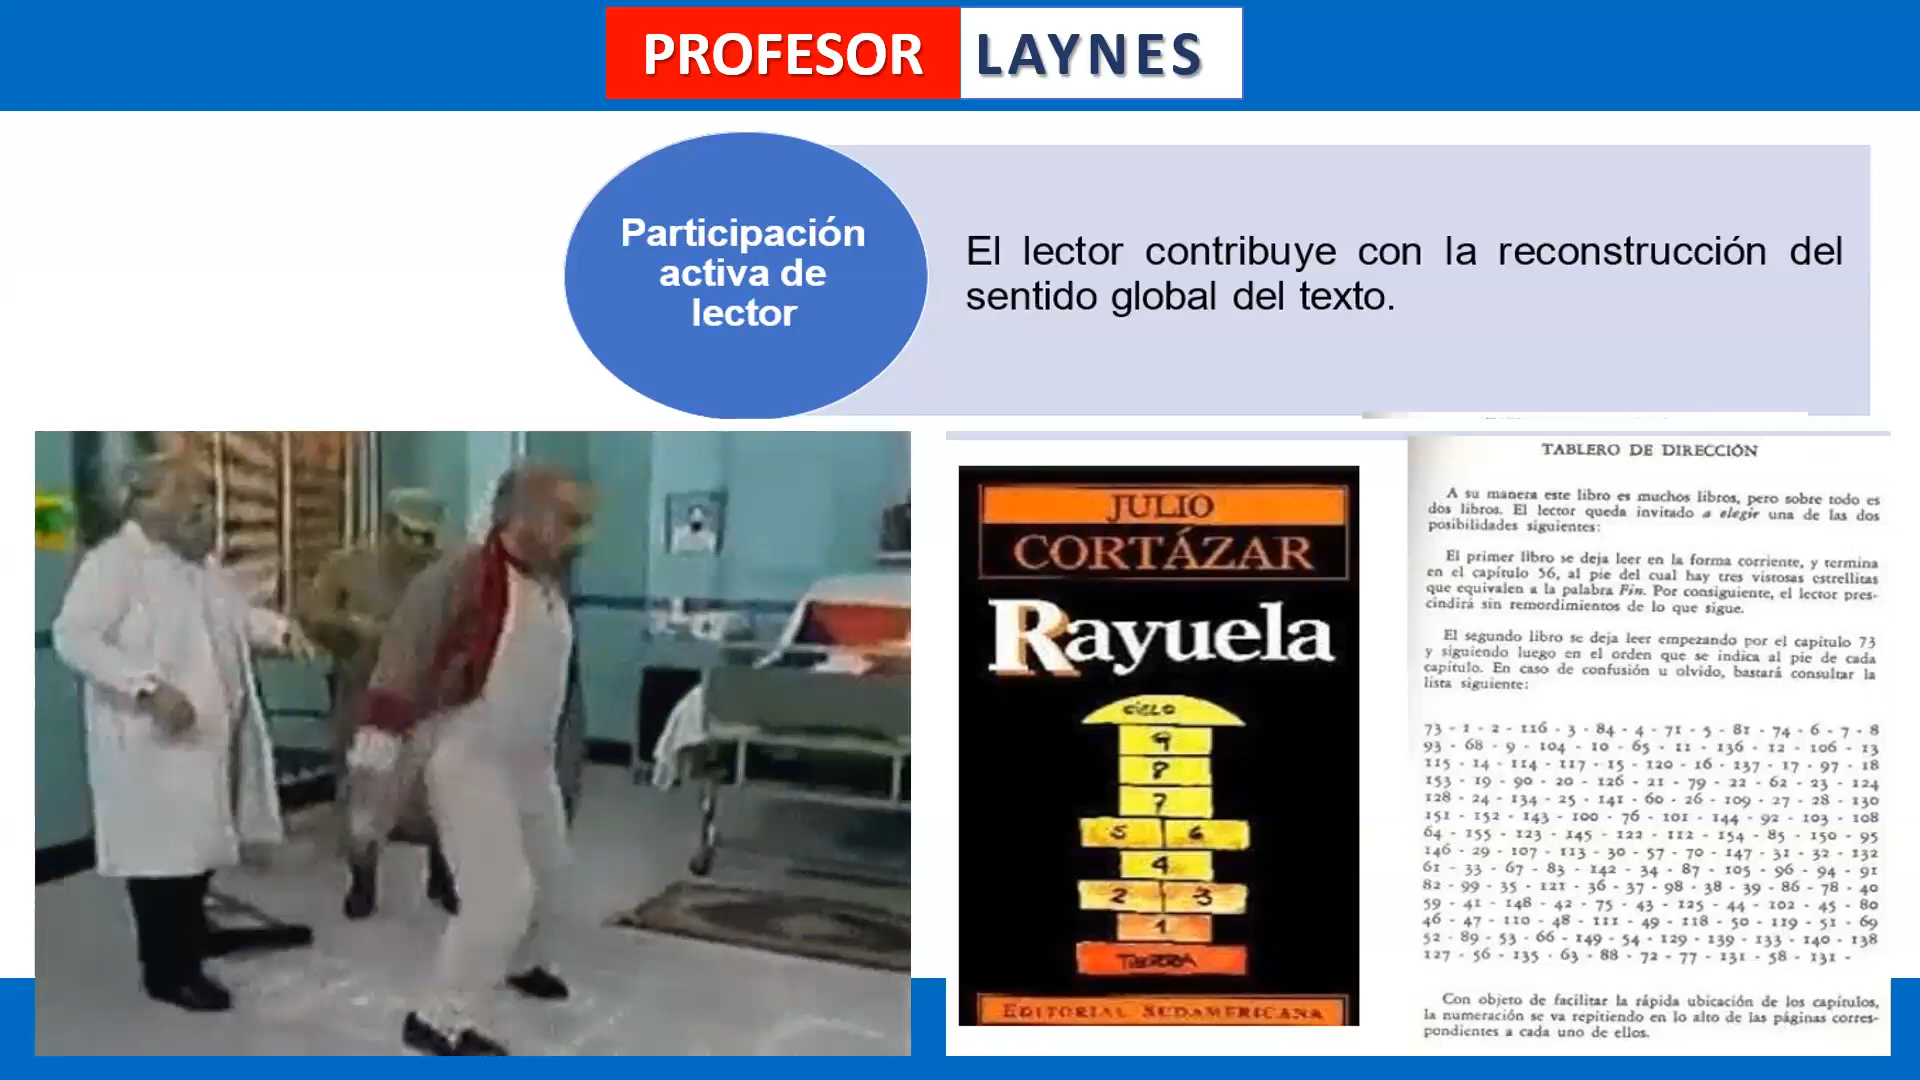 PROFESOR LAYNES
Participación
activa de
lector
El lector contribuye con la reconstrucción del
sentido global del texto.
JULIO
CORTÁZAR
Rayuela
CIELO
9
8
7
5 6
4
2 3
1
TIERRA
EDITORIAL SUDAMERICANA
TABLERO DE DIRECCIÓN
A su manera este libro es muchos libros, pero sobre todo es
dos libros. El lector queda invitado a elegir una de las dos
posibilidades siguientes:
El primer libro se deja leer en la forma corriente, y termina
en el capítulo 56, al pie del cual hay tres vistosas estrellitas
que equivalen a la palabra Fin. Por consiguiente, el lector pres-
cindirá sin remordimientos de lo que sigue.
El segundo libro se deja leer empezando por el capítulo 73
y siguiendo luego en el orden que se indica al pie de cada
capítulo. En caso de confusión u olvido, bastará consultar la
lista siguiente:
73 - 1 - 2 - 116 - 3 - 84 - 4 - 71 - 5 - 81 - 74 - 6 - 7 - 8
93 - 68 - 9 - 104 - 10 - 65 - 11 - 136 - 12 - 106 - 13
115 - 14 - 114 - 117 - 15 - 120 - 16 - 137 - 17 - 97 - 18
153 - 19 - 90 - 20 - 126 - 21 - 79 - 22 - 62 - 23 - 124
128 - 24 - 134 - 25 - 141 - 60 - 26 - 109 - 27 - 28 - 130
151 - 152 - 143 - 100 - 76 - 101 - 144 - 92 - 103 - 108
64 - 155 - 123 - 145 - 122 - 112 - 154 - 85 - 150 - 95
146 - 29 - 107 - 113 - 30 - 57 - 70 - 147 - 31 - 32 - 132
61 - 33 - 67 - 83 - 142 - 34 - 87 - 105 - 96 - 94 - 91
82 - 99 - 35 - 121 - 36 - 37 - 98 - 38 - 39 - 86 - 78 - 40
59 - 41 - 148 - 42 - 75 - 43 - 125 - 44 - 102 - 45 - 80
46 - 47 - 110 - 48 - 111 - 49 - 118 - 50 - 119 - 51 - 69
52 - 89 - 53 - 66 - 149 - 54 - 129 - 139 - 133 - 140 - 138
127 - 56 - 135 - 63 - 88 - 72 - 77 - 131 - 58 - 131 -
Con objeto de facilitar la rápida ubicación de los capítulos,
la numeración se va repitiendo en lo alto de las páginas corres-
pondientes a cada uno de ellos.